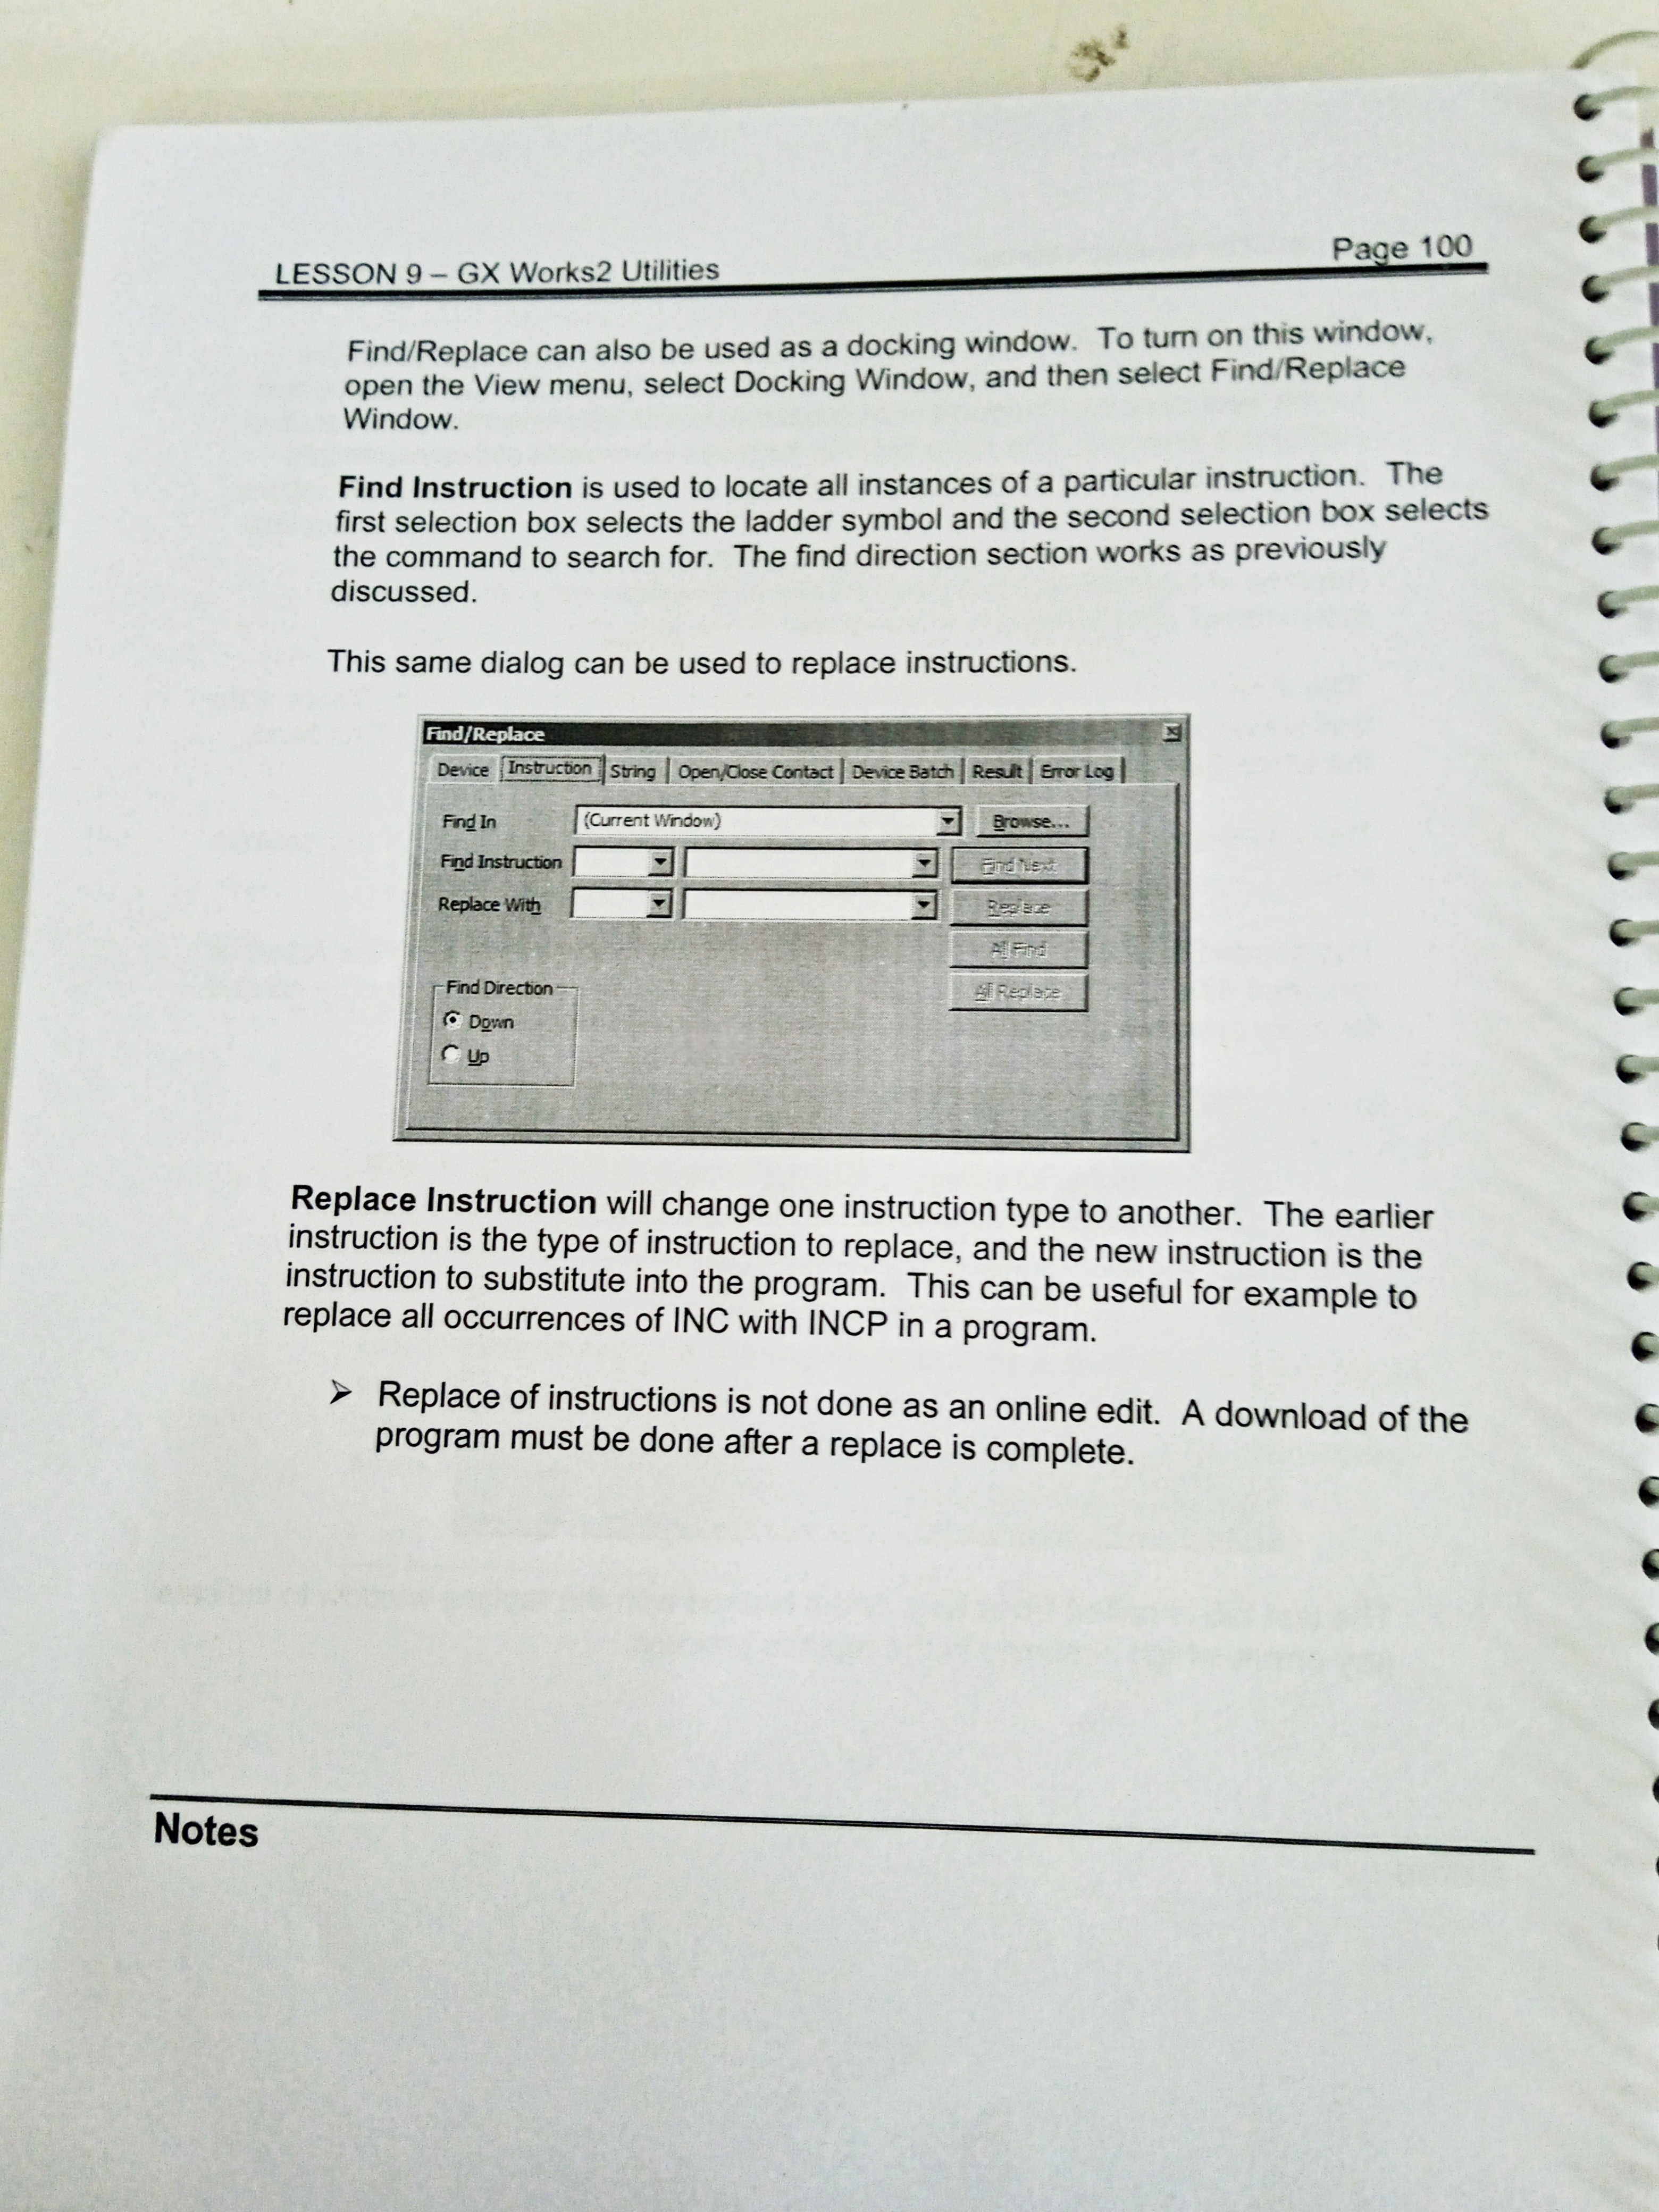 LESSON 9 – GX Works2 Utilities
Page 100
Find/Replace can also be used as a docking window. To turn on this window,
open the View menu, select Docking Window, and then select Find/Replace
Window.
Find Instruction is used to locate all instances of a particular instruction. The
first selection box selects the ladder symbol and the second selection box selects
the command to search for. The find direction section works as previously
discussed.
This same dialog can be used to replace instructions.
Find/Replace
Device Instruction String Open/Close Contact Device Batch Result Error Log
Find In (Current Window) Browse...
Find Instruction Find Next
Replace With Replace
All Find
All Replace
Find Direction
Down
Up
Replace Instruction will change one instruction type to another. The earlier
instruction is the type of instruction to replace, and the new instruction is the
instruction to substitute into the program. This can be useful for example to
replace all occurrences of INC with INCP in a program.
➢ Replace of instructions is not done as an online edit. A download of the
program must be done after a replace is complete.
Notes